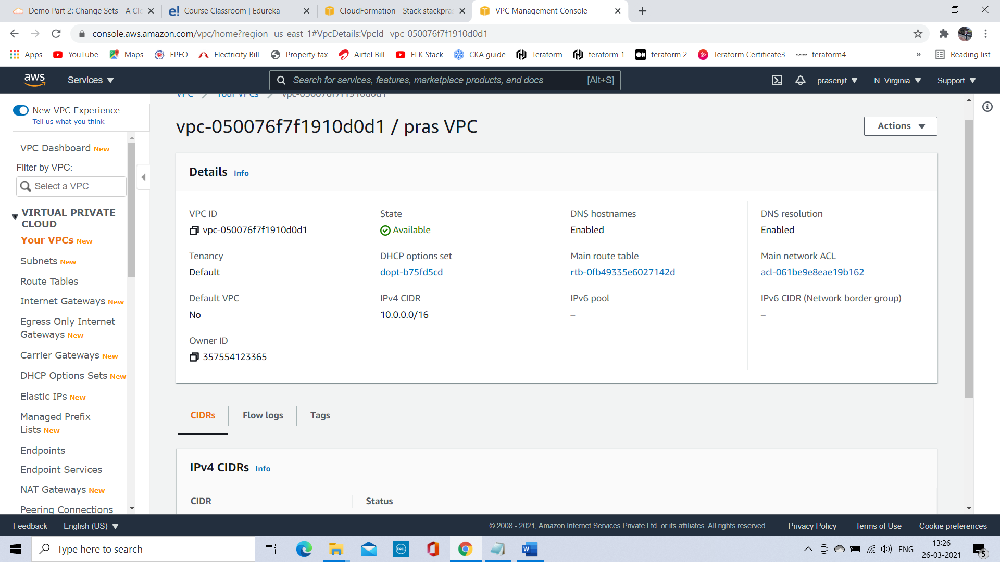 Demo Part 2: Change Sets - A Clo
Course Classroom | Edureka
CloudFormation - Stack stackpras
VPC Management Console
console.aws.amazon.com/vpc/home?region=us-east-1#VpcDetails:VpcId=vpc-050076f7f1910d0d1
Apps YouTube Maps EPFO Electricity Bill Property tax Airtel Bill ELK Stack CKA guide Teraform teraform 1 teraform 2 Teraform Certificate3 teraform4 » Reading list
aws Services Search for services, features, marketplace products, and docs [Alt+S] prasenjit N. Virginia Support
VPC / Your VPCs / vpc-050076f7f1910d0d1
New VPC Experience
Tell us what you think
VPC Dashboard New
Filter by VPC:
Select a VPC
VIRTUAL PRIVATE
CLOUD
Your VPCs New
Subnets New
Route Tables
Internet Gateways New
Egress Only Internet
Gateways New
Carrier Gateways New
DHCP Options Sets New
Elastic IPs New
Managed Prefix
Lists New
Endpoints
Endpoint Services
NAT Gateways New
Peering Connections
vpc-050076f7f1910d0d1 / pras VPC
Actions
Details Info
VPC ID
vpc-050076f7f1910d0d1
State
Available
DNS hostnames
Enabled
DNS resolution
Enabled
Tenancy
Default
DHCP options set
dopt-b75fd5cd
Main route table
rtb-0fb49335e6027142d
Main network ACL
acl-061be9e8eae19b162
Default VPC
No
IPv4 CIDR
10.0.0.0/16
IPv6 pool
–
IPv6 CIDR (Network border group)
–
Owner ID
357554123365
CIDRs Flow logs Tags
IPv4 CIDRs Info
CIDR Status
Feedback English (US) © 2008 - 2021, Amazon Internet Services Private Ltd. or its affiliates. All rights reserved. Privacy Policy Terms of Use Cookie preferences
Type here to search
DELL
W
ENG
13:26
26-03-2021
5